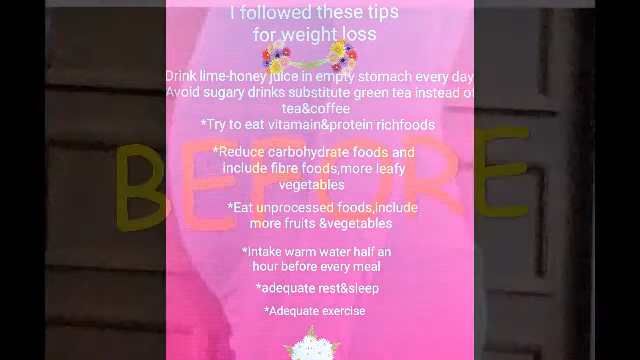 I followed these tips
for weight loss
Drink lime-honey juice in empty stomach every day
Avoid sugary drinks substitute green tea instead of
tea&coffee
*Try to eat vitamain&protein richfoods
*Reduce carbohydrate foods and
include fibre foods,more leafy
vegetables
BEFORE
*Eat unprocessed foods,include
more fruits &vegetables
*Intake warm water half an
hour before every meal
*adequate rest&sleep
*Adequate exercise